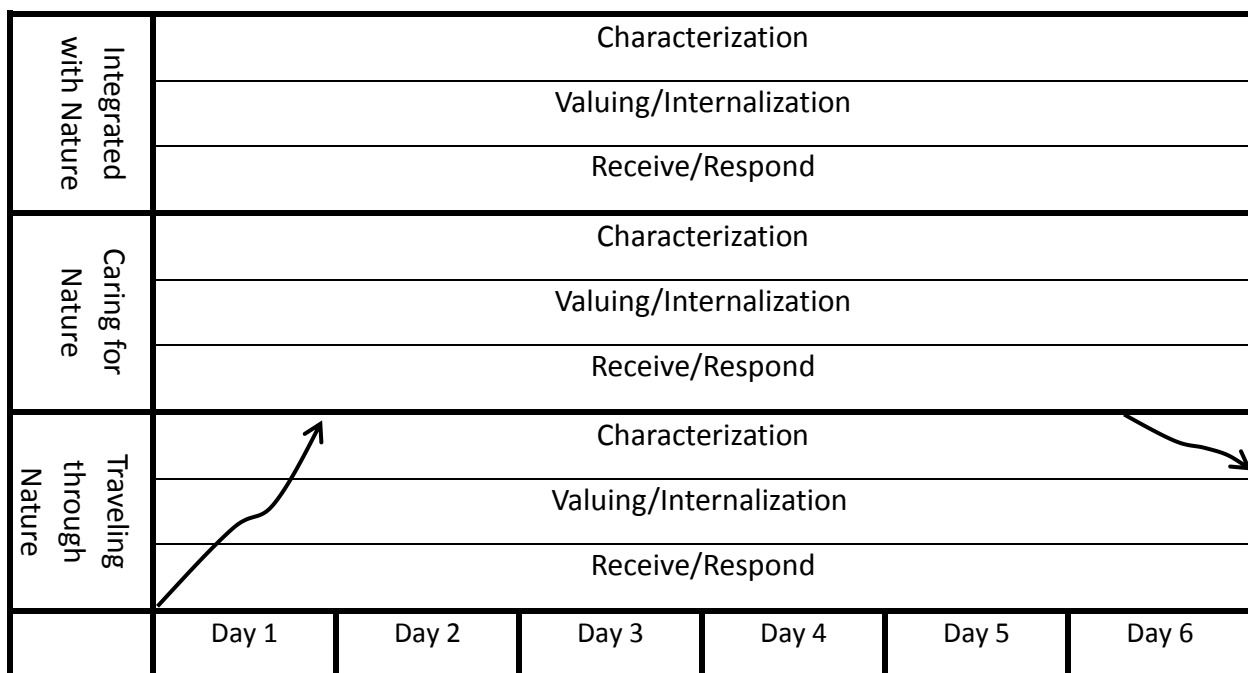 Integrated
with Nature
Characterization
Valuing/Internalization
Receive/Respond
Caring for
Nature
Characterization
Valuing/Internalization
Receive/Respond
Traveling
through
Nature
Characterization
Valuing/Internalization
Receive/Respond
Day 1
Day 2
Day 3
Day 4
Day 5
Day 6